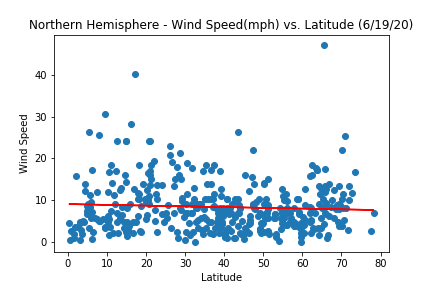 Northern Hemisphere - Wind Speed(mph) vs. Latitude (6/19/20)
Wind Speed
40
30
20
10
0
0 10 20 30 40 50 60 70 80
Latitude